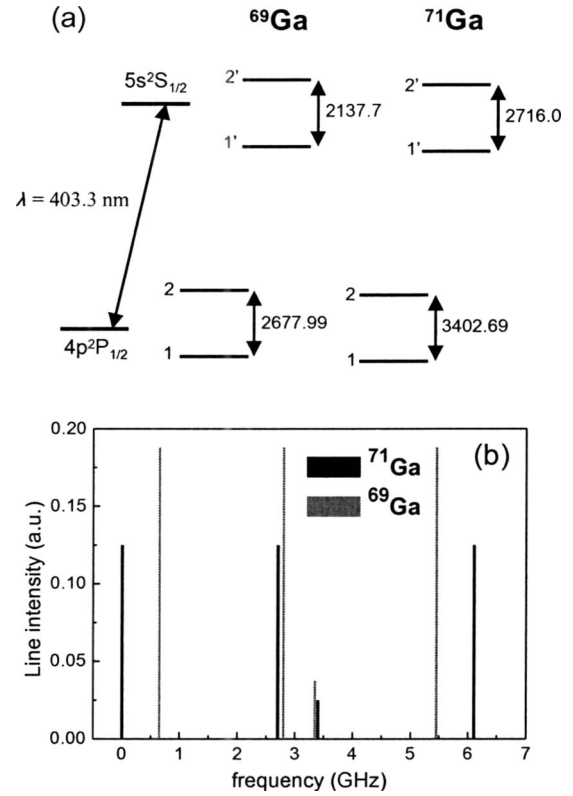 (a)
⁶⁹Ga
⁷¹Ga
5s²S₁/₂
2'
2137.7
1'
2'
2716.0
1'
λ = 403.3 nm
4p²P₁/₂
2
2677.99
1
2
3402.69
1
(b)
⁷¹Ga
⁶⁹Ga
Line intensity (a.u.)
0.20
0.15
0.10
0.05
0.00
0 1 2 3 4 5 6 7
frequency (GHz)